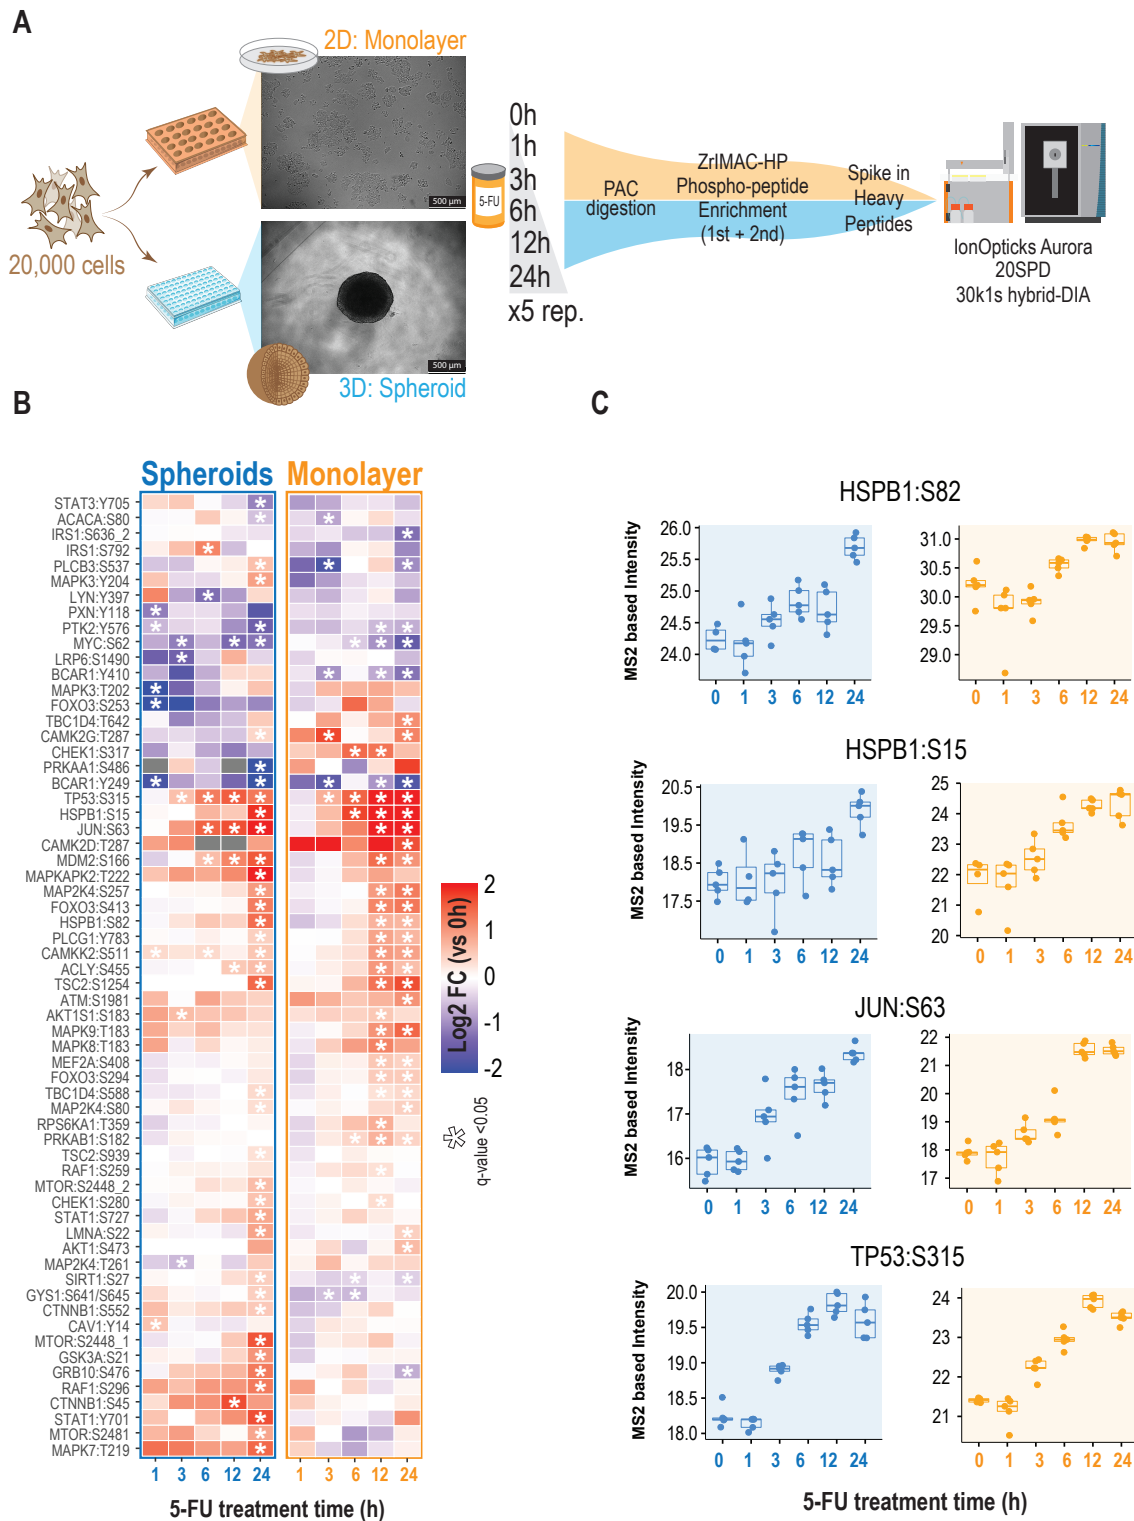 A
2D: Monolayer
500 µm
20,000 cells
500 µm
3D: Spheroid
5-FU
0h
1h
3h
6h
12h
24h
x5 rep.
PAC
digestion
ZrIMAC-HP
Phospho-peptide
Enrichment
(1st + 2nd)
Spike in
Heavy
Peptides
IonOpticks Aurora
20SPD
30k1s hybrid-DIA
B
Spheroids
Monolayer
STAT3:Y705
ACACA:S80
IRS1:S636_2
IRS1:S792
PLCB3:S537
MAPK3:Y204
LYN:Y397
PXN:Y118
PTK2:Y576
MYC:S62
LRP6:S1490
BCAR1:Y410
MAPK3:T202
FOXO3:S253
TBC1D4:T642
CAMK2G:T287
CHEK1:S317
PRKAA1:S486
BCAR1:Y249
TP53:S315
HSPB1:S15
JUN:S63
CAMK2D:T287
MDM2:S166
MAPKAPK2:T222
MAP2K4:S257
FOXO3:S413
HSPB1:S82
PLCG1:Y783
CAMKK2:S511
ACLY:S455
TSC2:S1254
ATM:S1981
AKT1S1:S183
MAPK9:T183
MAPK8:T183
MEF2A:S408
FOXO3:S294
TBC1D4:S588
MAP2K4:S80
RPS6KA1:T359
PRKAB1:S182
TSC2:S939
RAF1:S259
MTOR:S2448_2
CHEK1:S280
STAT1:S727
LMNA:S22
AKT1:S473
MAP2K4:T261
SIRT1:S27
GYS1:S641/S645
CTNNB1:S552
CAV1:Y14
MTOR:S2448_1
GSK3A:S21
GRB10:S476
RAF1:S296
CTNNB1:S45
STAT1:Y701
MTOR:S2481
MAPK7:T219
1 3 6 12 24
1 3 6 12 24
5-FU treatment time (h)
Log2 FC (vs 0h)
2
1
0
-1
-2
q-value <0.05
C
HSPB1:S82
MS2 based Intensity
26.0
25.5
25.0
24.5
24.0
0 1 3 6 12 24
31.0
30.0
29.0
0 1 3 6 12 24
HSPB1:S15
MS2 based Intensity
20.5
19.5
18.5
17.5
0 1 3 6 12 24
25
24
23
22
21
20
0 1 3 6 12 24
JUN:S63
MS2 based Intensity
18
17
16
0 1 3 6 12 24
22
21
20
19
18
17
0 1 3 6 12 24
TP53:S315
MS2 based Intensity
20.0
19.5
19.0
18.5
18.0
0 1 3 6 12 24
24
23
22
21
0 1 3 6 12 24
5-FU treatment time (h)